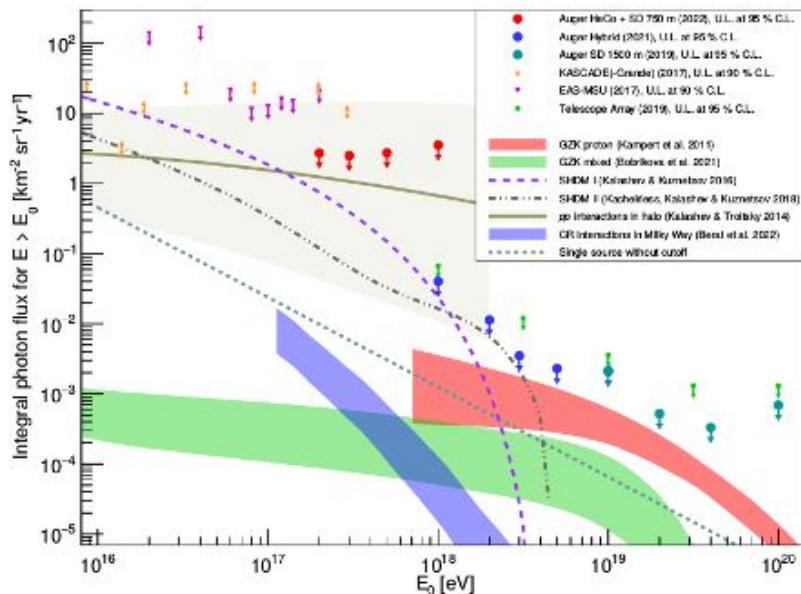 Integral photon flux for E > E₀ [km⁻² sr⁻¹ yr⁻¹]
10²
10
1
10⁻¹
10⁻²
10⁻³
10⁻⁴
10⁻⁵
Auger HeCo + SD 750 m (2022), U.L. at 95 % C.L.
Auger Hybrid (2021), U.L. at 95 % C.L.
Auger SD 1500 m (2019), U.L. at 95 % C.L.
KASCADE(-Grande) (2017), U.L. at 90 % C.L.
EAS-MSU (2017), U.L. at 90 % C.L.
Telescope Array (2019), U.L. at 95 % C.L.
GZK proton (Kampert et al. 2011)
GZK mixed (Bobrikova et al. 2021)
SHDM I (Kalashev & Kuznetsov 2016)
SHDM II (Kachelriess, Kalashev & Kuznetsov 2018)
pp interactions in halo (Kalashev & Troitsky 2014)
CR interactions in Milky Way (Berat et al. 2022)
Single source without cutoff
10¹⁶
10¹⁷
10¹⁸
10¹⁹
10²⁰
E₀ [eV]